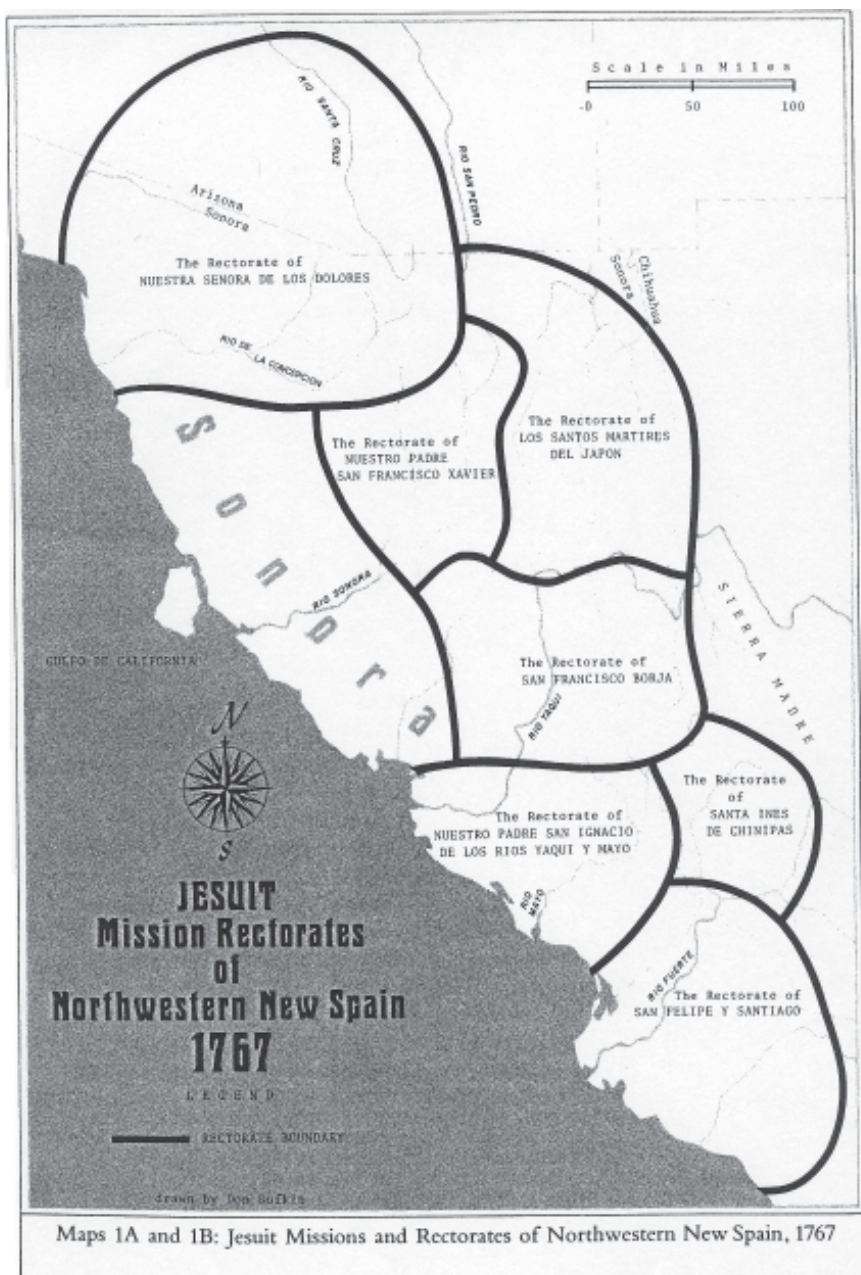 Scale in Miles
-0 50 100
RIO SANTA CRUZ
RIO SAN PEDRO
Arizona
Sonora
The Rectorate of
NUESTRA SENORA DE LOS DOLORES
Chihuahua
Sonora
RIO DE LA CONCEPCION
The Rectorate of
LOS SANTOS MARTIRES
DEL JAPON
The Rectorate of
NUESTRO PADRE
SAN FRANCISCO XAVIER
Sonora
RIO SONORA
SIERRA MADRE
GULFO DE CALIFORNIA
The Rectorate of
SAN FRANCISCO BORJA
RIO YAQUI
N
S
The Rectorate
of
SANTA INES
DE CHINIPAS
The Rectorate of
NUESTRO PADRE SAN IGNACIO
DE LOS RIOS YAQUI Y MAYO
RIO
MAYO
RIO FUERTE
The Rectorate of
SAN FELIPE Y SANTIAGO
JESUIT
Mission Rectorates
of
Northwestern New Spain
1767
LEGEND
RECTORATE BOUNDARY
drawn by Don Bufkin
Maps 1A and 1B: Jesuit Missions and Rectorates of Northwestern New Spain, 1767